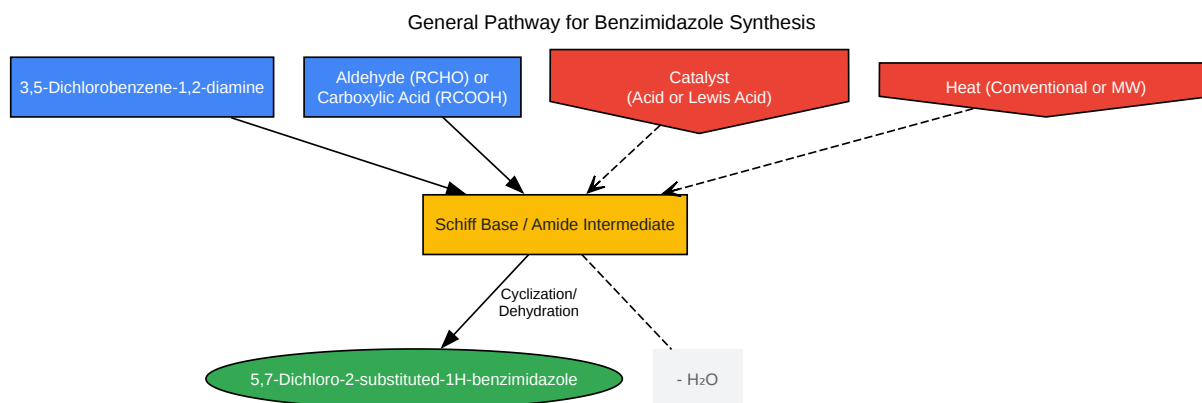 General Pathway for Benzimidazole Synthesis
3,5-Dichlorobenzene-1,2-diamine
Aldehyde (RCHO) or
Carboxylic Acid (RCOOH)
Catalyst
(Acid or Lewis Acid)
Heat (Conventional or MW)
Schiff Base / Amide Intermediate
Cyclization/
Dehydration
5,7-Dichloro-2-substituted-1H-benzimidazole
- H₂O